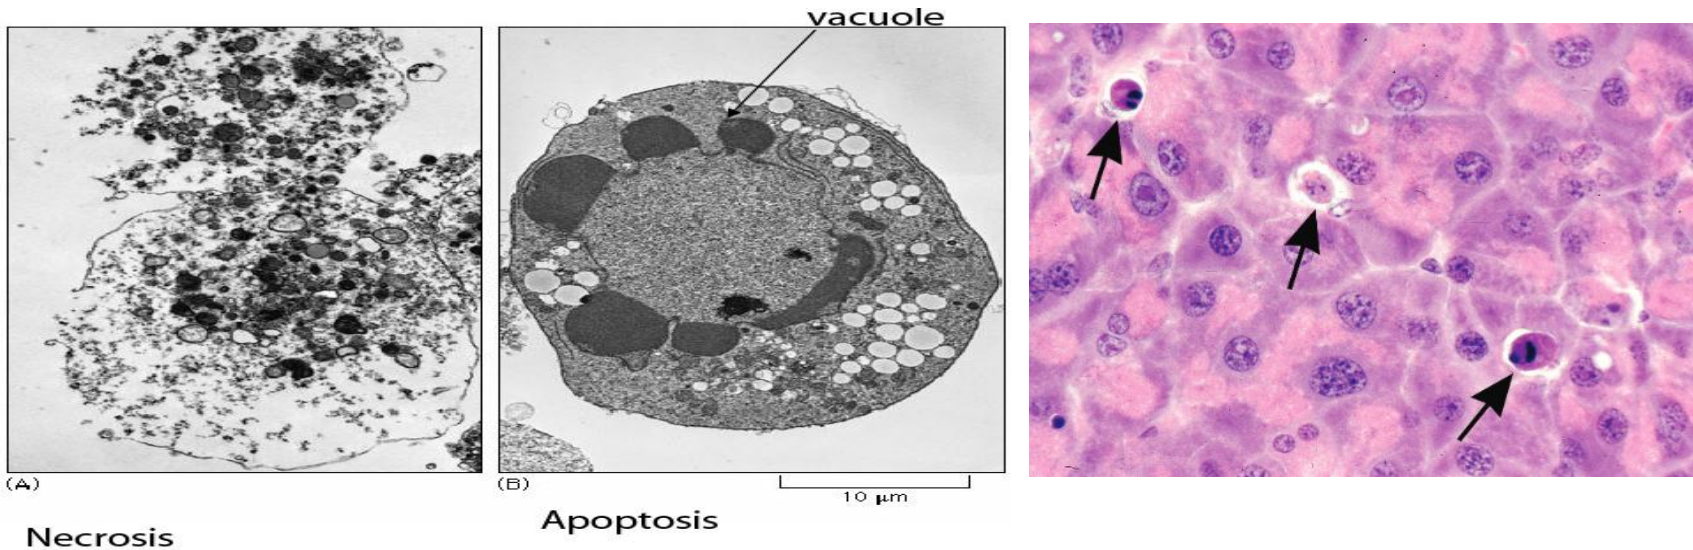 vacuole
(A)
(B)
10 μm
Necrosis
Apoptosis